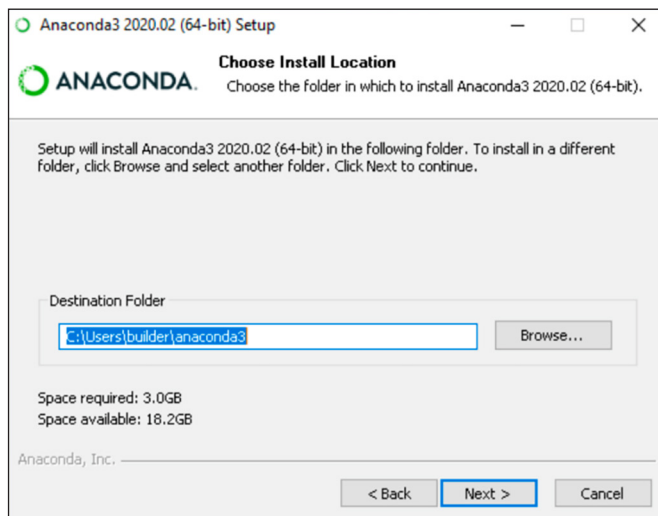 Anaconda3 2020.02 (64-bit) Setup
ANACONDA.
Choose Install Location
Choose the folder in which to install Anaconda3 2020.02 (64-bit).
Setup will install Anaconda3 2020.02 (64-bit) in the following folder. To install in a different
folder, click Browse and select another folder. Click Next to continue.
Destination Folder
C:\Users\builder\anaconda3
Browse...
Space required: 3.0GB
Space available: 18.2GB
Anaconda, Inc.
< Back
Next >
Cancel